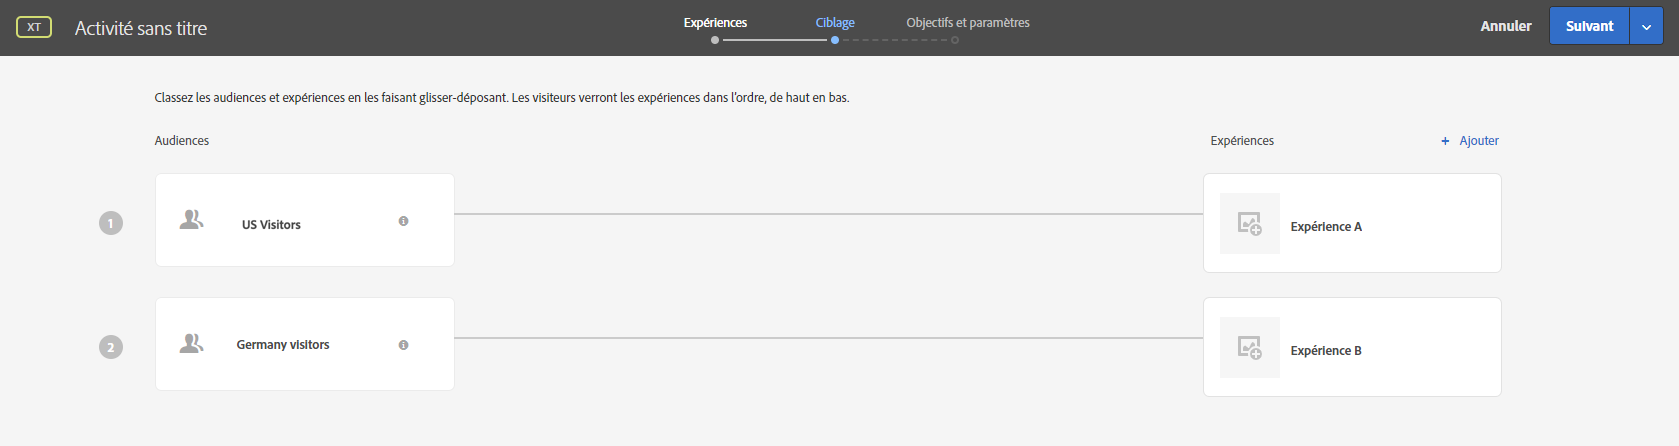 XT
Activité sans titre
Expériences
Ciblage
Objectifs et paramètres
Annuler
Suivant
Classez les audiences et expériences en les faisant glisser-déposant. Les visiteurs verront les expériences dans l'ordre, de haut en bas.
Audiences
Expériences
+ Ajouter
1
US Visitors
Expérience A
2
Germany visitors
Expérience B